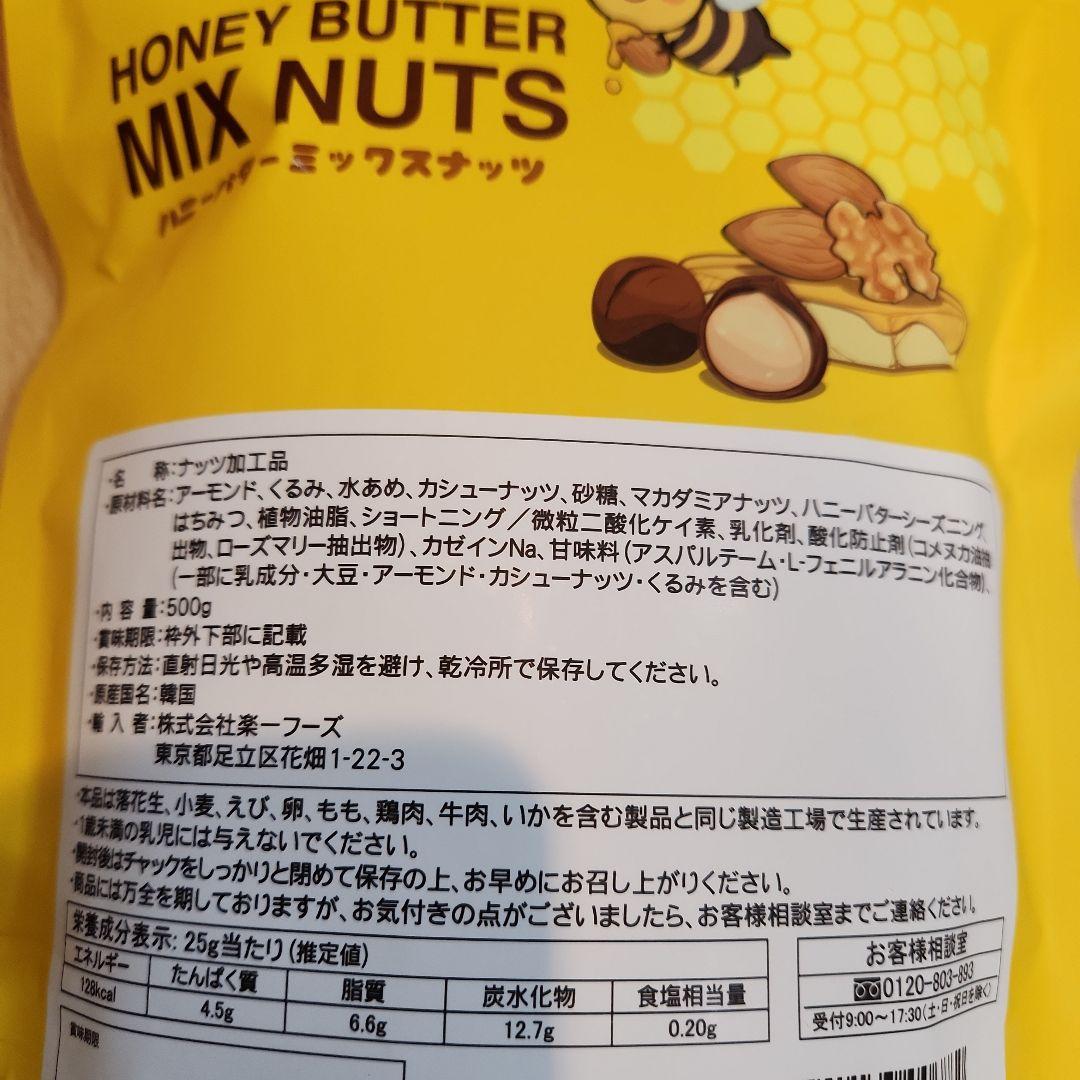 HONEY BUTTER
MIX NUTS
ハニーバターミックスナッツ
・名　称:ナッツ加工品
・原材料名:アーモンド、くるみ、水あめ、カシューナッツ、砂糖、マカダミアナッツ、ハニーバターシーズニング、
はちみつ、植物油脂、ショートニング／微粒二酸化ケイ素、乳化剤、酸化防止剤(コメヌカ油抽
出物、ローズマリー抽出物)、カゼインNa、甘味料(アスパルテーム・L-フェニルアラニン化合物)、
(一部に乳成分・大豆・アーモンド・カシューナッツ・くるみを含む)
・内 容 量:500g
・賞味期限:枠外下部に記載
・保存方法:直射日光や高温多湿を避け、乾冷所で保存してください。
・原産国名:韓国
・輸 入 者:株式会社楽一フーズ
東京都足立区花畑1-22-3
・本品は落花生、小麦、えび、卵、もも、鶏肉、牛肉、いかを含む製品と同じ製造工場で生産されています。
・1歳未満の乳児には与えないでください。
・開封後はチャックをしっかりと閉めて保存の上、お早めにお召し上がりください。
・商品には万全を期しておりますが、お気付きの点がございましたら、お客様相談室までご連絡ください。
栄養成分表示: 25g当たり(推定値)
エネルギー たんぱく質 脂質 炭水化物 食塩相当量
128kcal 4.5g 6.6g 12.7g 0.20g
お客様相談室
0120-803-893
受付9:00～17:30(土・日・祝日を除く)
賞味期限